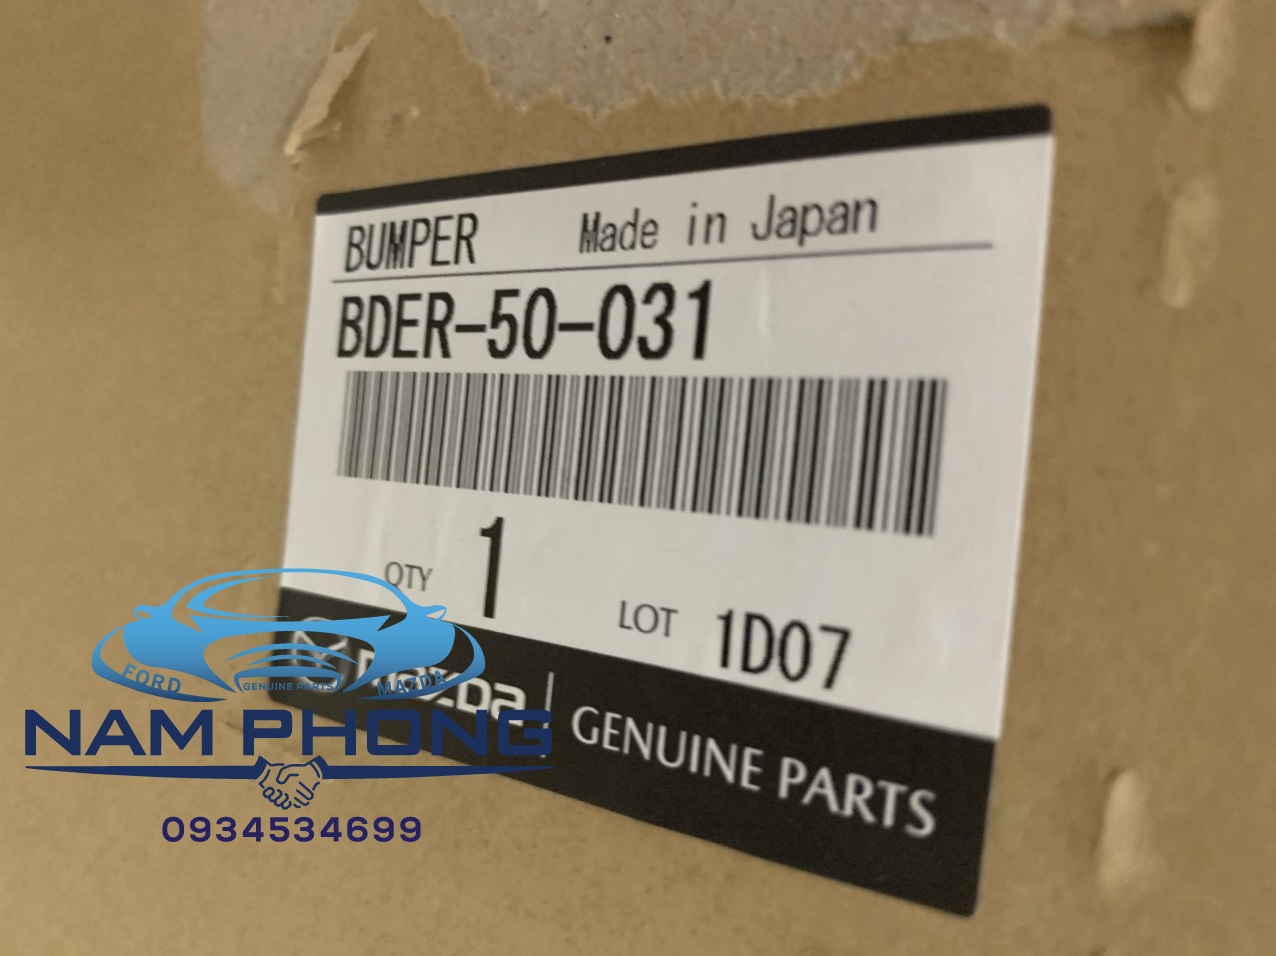 BUMPER Made in Japan
BDER-50-031
QTY 1 LOT 1D07
mazda GENUINE PARTS
FORD GENUINE PARTS MAZDA
NAM PHONG
0934534699